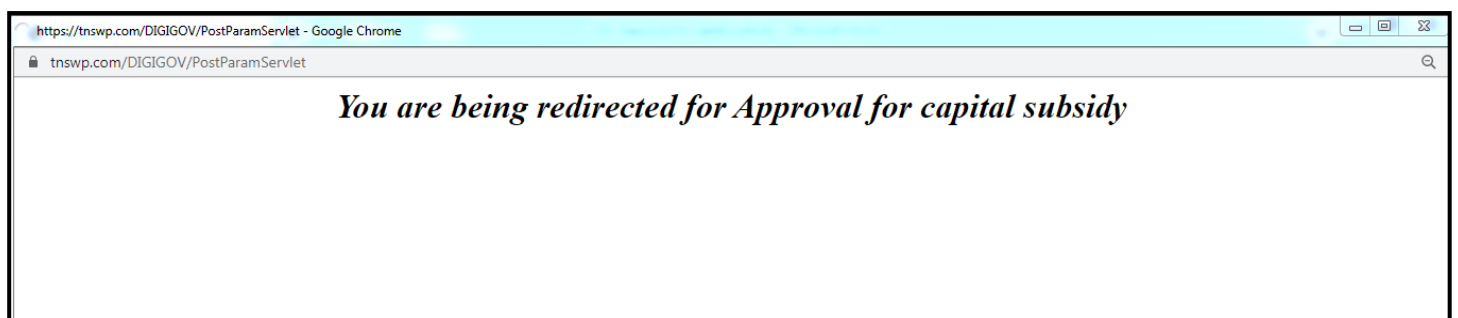 https://tnswp.com/DIGIGOV/PostParamServlet - Google Chrome
tnswp.com/DIGIGOV/PostParamServlet
You are being redirected for Approval for capital subsidy